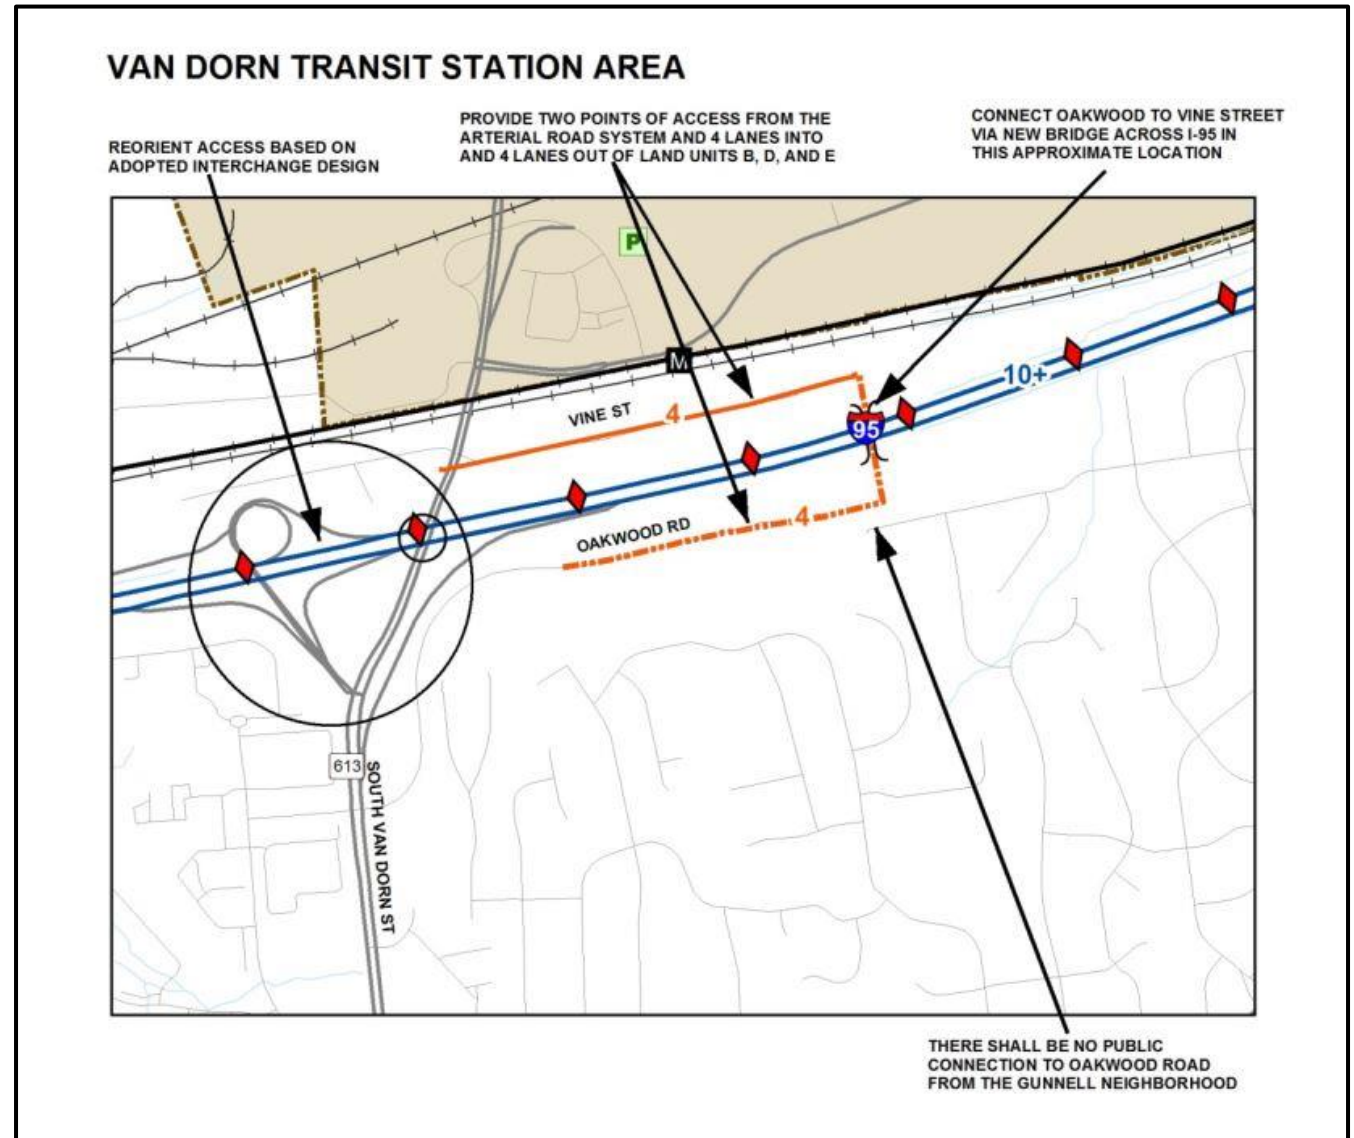 VAN DORN TRANSIT STATION AREA
REORIENT ACCESS BASED ON
ADOPTED INTERCHANGE DESIGN
PROVIDE TWO POINTS OF ACCESS FROM THE
ARTERIAL ROAD SYSTEM AND 4 LANES INTO
AND 4 LANES OUT OF LAND UNITS B, D, AND E
CONNECT OAKWOOD TO VINE STREET
VIA NEW BRIDGE ACROSS I-95 IN
THIS APPROXIMATE LOCATION
P
M
10+
VINE ST
4
95
OAKWOOD RD
4
613
SOUTH VAN DORN ST
THERE SHALL BE NO PUBLIC
CONNECTION TO OAKWOOD ROAD
FROM THE GUNNELL NEIGHBORHOOD